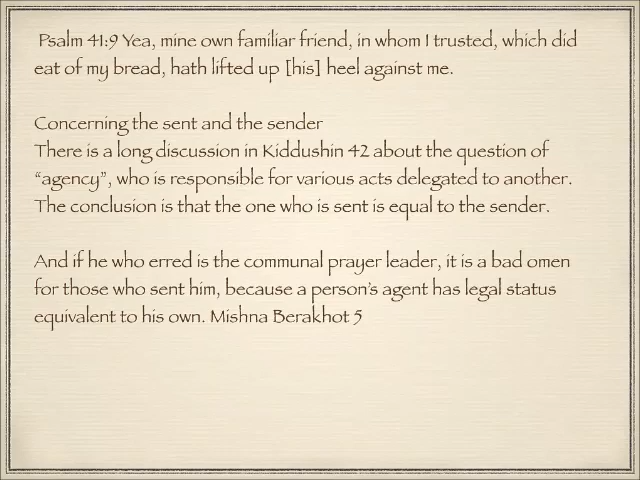 Psalm 41:9 Yea, mine own familiar friend, in whom I trusted, which did
eat of my bread, hath lifted up [his] heel against me.
Concerning the sent and the sender
There is a long discussion in Kiddushin 42 about the question of
“agency”, who is responsible for various acts delegated to another.
The conclusion is that the one who is sent is equal to the sender.
And if he who erred is the communal prayer leader, it is a bad omen
for those who sent him, because a person’s agent has legal status
equivalent to his own. Mishna Berakhot 5